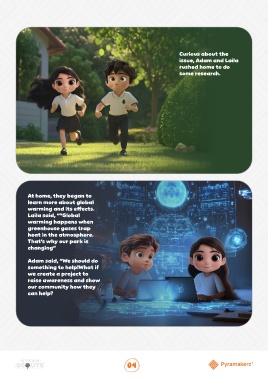 Curious about the
issue, Adam and Laila
rushed home to do
some research.
At home, they began to
learn more about global
warming and its effects.
Laila said, ""Global
warming happens when
greenhouse gases trap
heat in the atmosphere.
That's why our park is
changing"
Adam said, "We should do
something to help!What if
we create a project to
raise awareness and show
our community how they
can help?
04
Pyramakerz